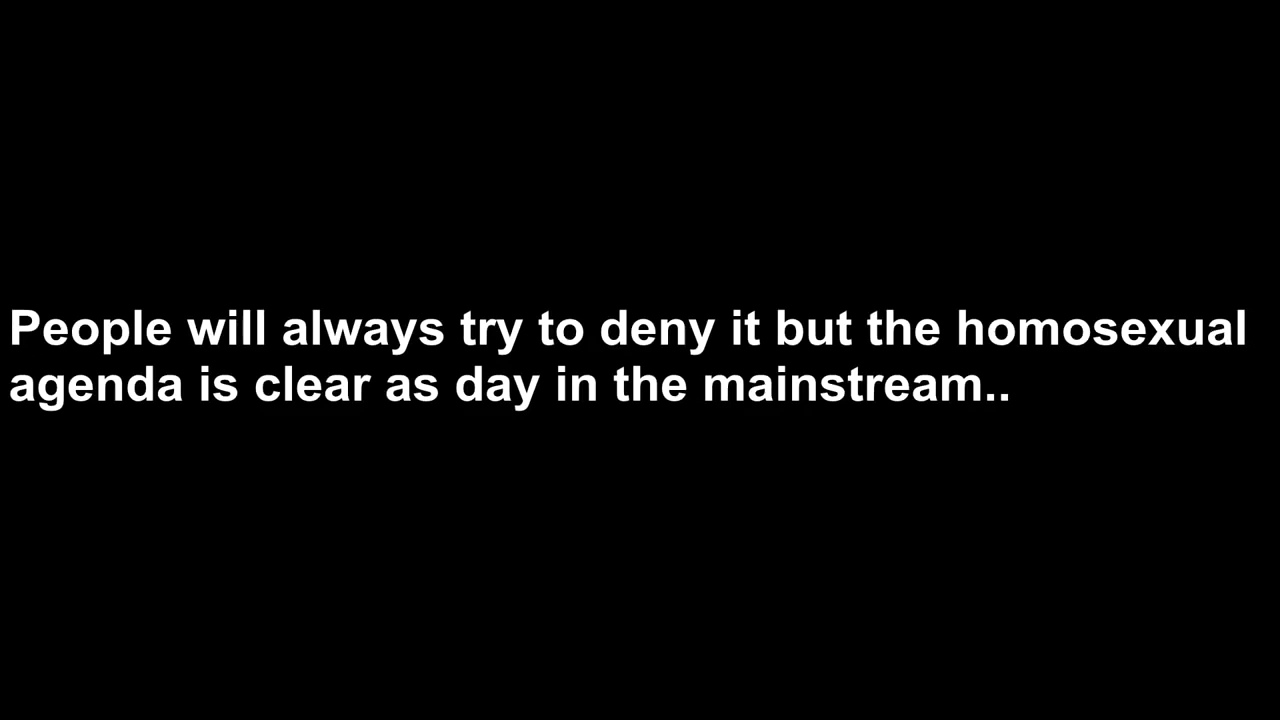 People will always try to deny it but the homosexual
agenda is clear as day in the mainstream..